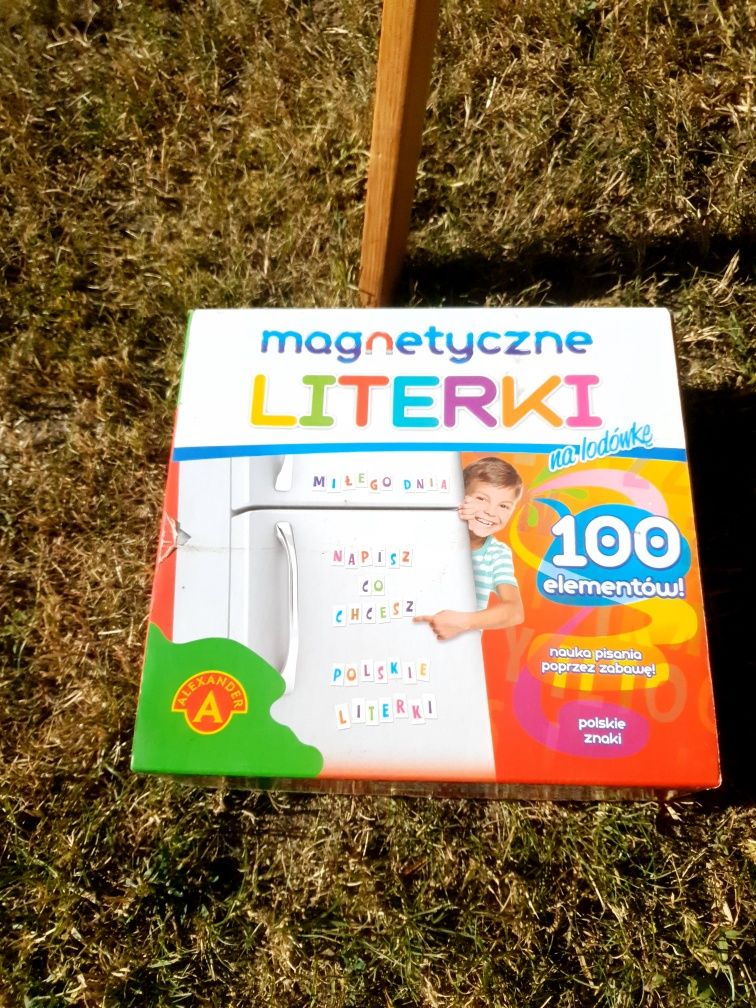 magnetyczne
LITERKI
na lodówkę
MIŁEGO DNIA
NAPISZ
CO
CHCESZ
POLSKIE
LITERKI
100
elementów!
nauka pisania
poprzez zabawę!
polskie
znaki
ALEXANDER
A